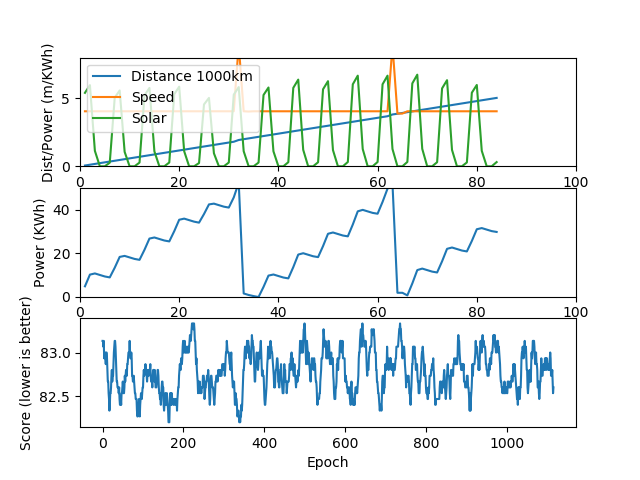 Dist/Power (m/KWh)
5
0
Distance 1000km
Speed
Solar
0 20 40 60 80 100
Power (KWh)
40
20
0
0 20 40 60 80 100
Score (lower is better)
83.0
82.5
0 200 400 600 800 1000
Epoch